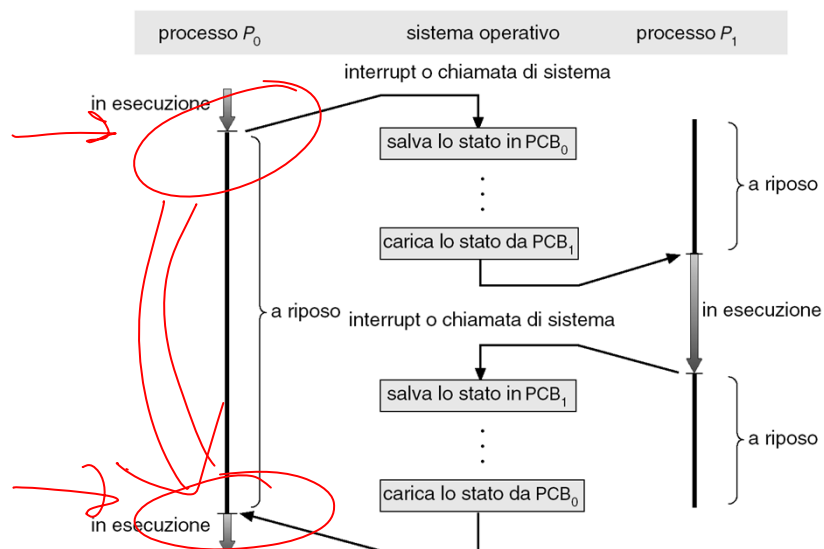 processo P0 sistema operativo processo P1
interrupt o chiamata di sistema
in esecuzione
salva lo stato in PCB0
a riposo
carica lo stato da PCB1
a riposo
in esecuzione
interrupt o chiamata di sistema
salva lo stato in PCB1
a riposo
carica lo stato da PCB0
in esecuzione